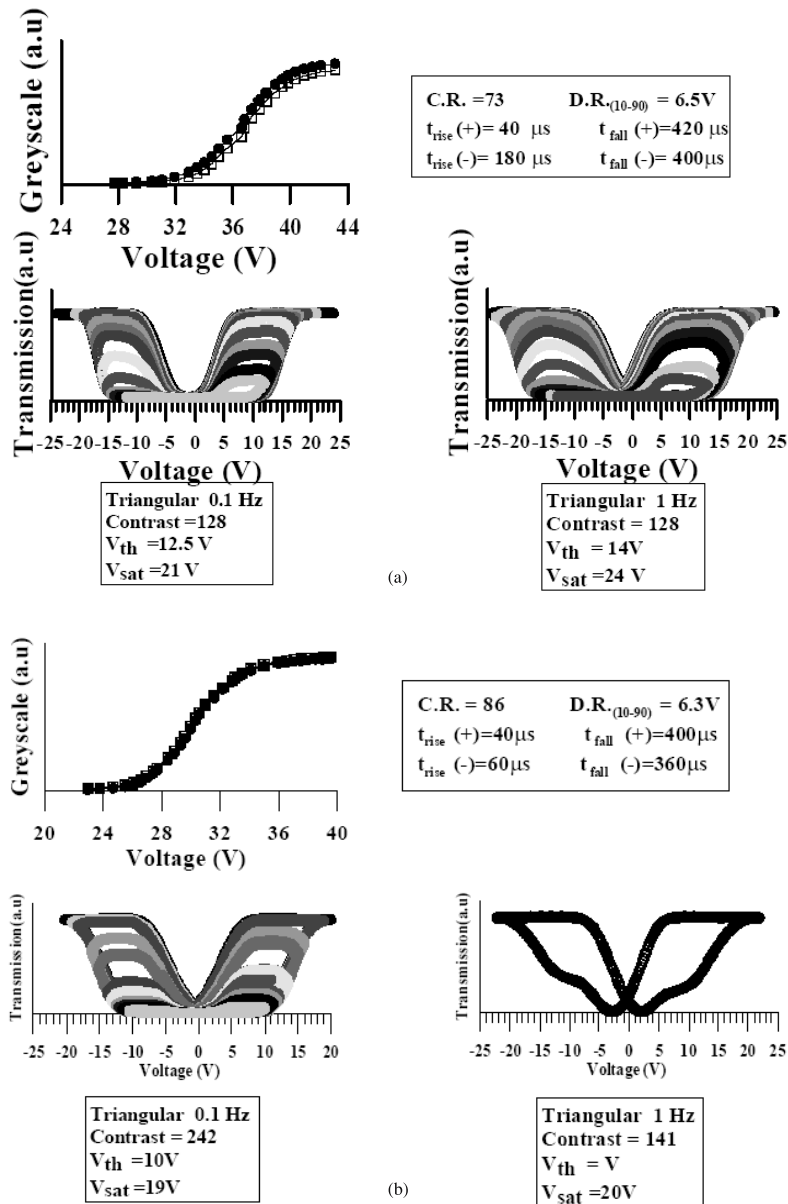 Greyscale (a.u)
24 28 32 36 40 44
Voltage (V)
C.R. =73 D.R.(10-90) = 6.5V
trise (+)= 40 μs tfall (+)=420 μs
trise (-)= 180 μs tfall (-)= 400μs
Transmission(a.u)
-25 -20 -15 -10 -5 0 5 10 15 20 25
Voltage (V)
Triangular 0.1 Hz
Contrast =128
Vth =12.5 V
Vsat =21 V
Transmission(a.u)
-25 -20 -15 -10 -5 0 5 10 15 20 25
Voltage (V)
Triangular 1 Hz
Contrast = 128
Vth = 14V
Vsat =24 V
(a)
Greyscale (a.u)
20 24 28 32 36 40
Voltage (V)
C.R. = 86 D.R.(10-90) = 6.3V
trise (+)=40μs tfall (+)=400μs
trise (-)=60μs tfall (-)=360μs
Transmission(a.u)
-25 -20 -15 -10 -5 0 5 10 15 20
Voltage (V)
Triangular 0.1 Hz
Contrast = 242
Vth =10V
Vsat =19V
Transmission(a.u)
-25 -20 -15 -10 -5 0 5 10 15 20 25
Voltage (V)
Triangular 1 Hz
Contrast = 141
Vth = V
Vsat =20V
(b)